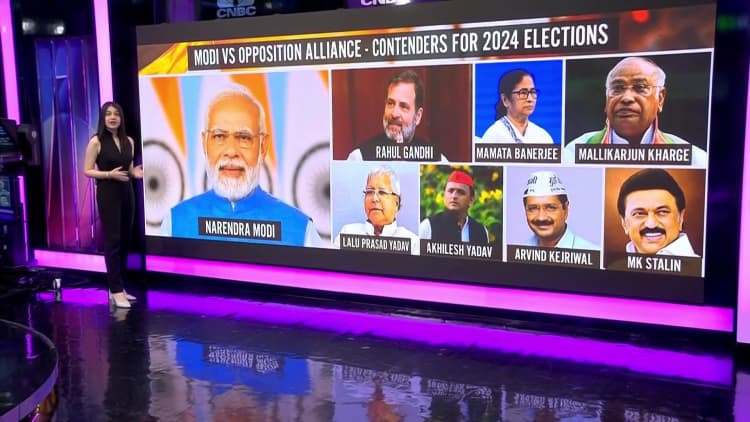 CNBC
CNBC
MODI VS OPPOSITION ALLIANCE - CONTENDERS FOR 2024 ELECTIONS
NARENDRA MODI
RAHUL GANDHI
MAMATA BANERJEE
MALLIKARJUN KHARGE
LALU PRASAD YADAV
AKHILESH YADAV
ARVIND KEJRIWAL
MK STALIN